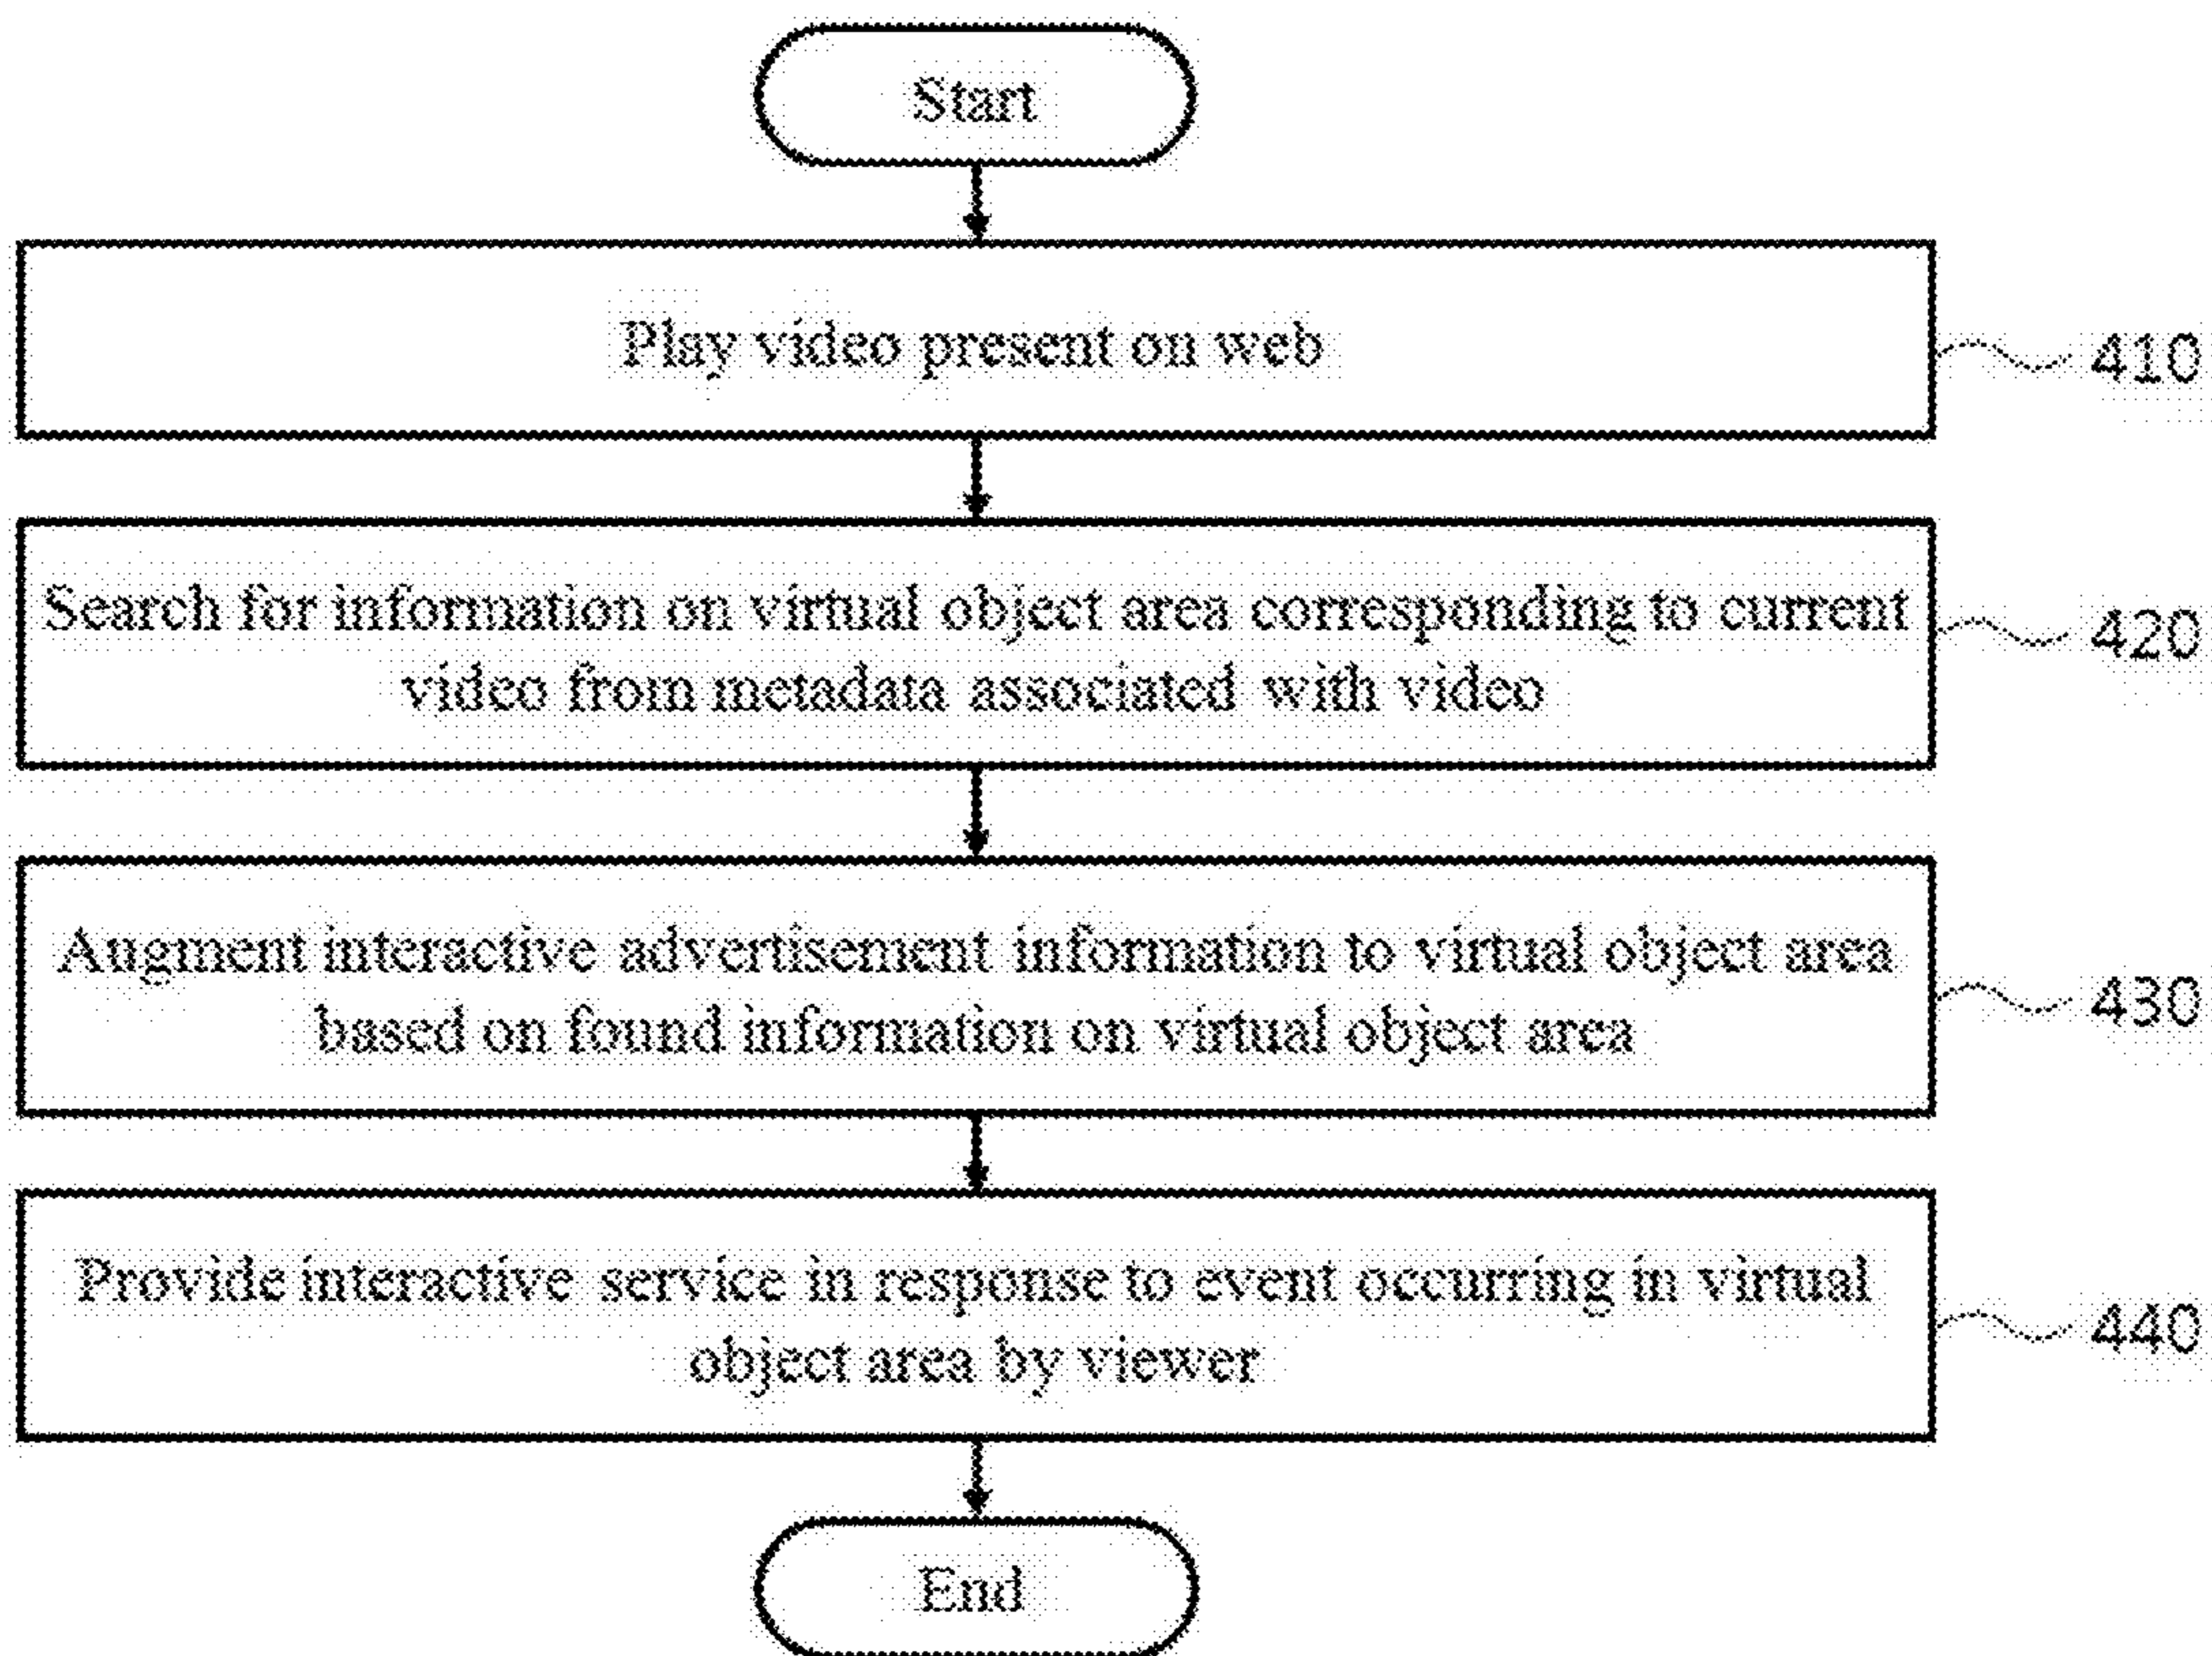 Start
Play video present on web
410
Search for information on virtual object area corresponding to current
video from metadata associated with video
420
Augment interactive advertisement information to virtual object area
based on found information on virtual object area
430
Provide interactive service in response to event occurring in virtual
object area by viewer
440
End